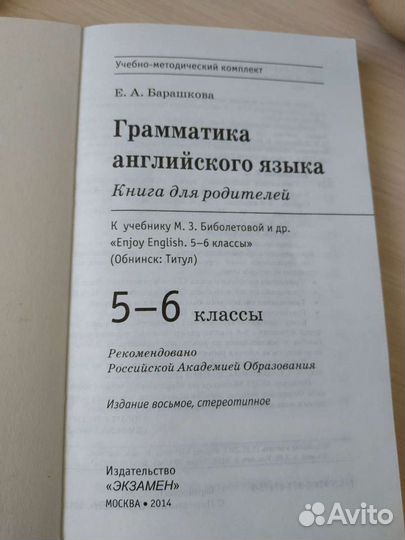 Учебно-методический комплект
Е. А. Барашкова
Грамматика
английского языка
Книга для родителей
К учебнику М. З. Биболетовой и др.
«Enjoy English. 5–6 классы»
(Обнинск: Титул)
5–6 классы
Рекомендовано
Российской Академией Образования
Издание восьмое, стереотипное
Издательство
«ЭКЗАМЕН»
МОСКВА • 2014
Avito